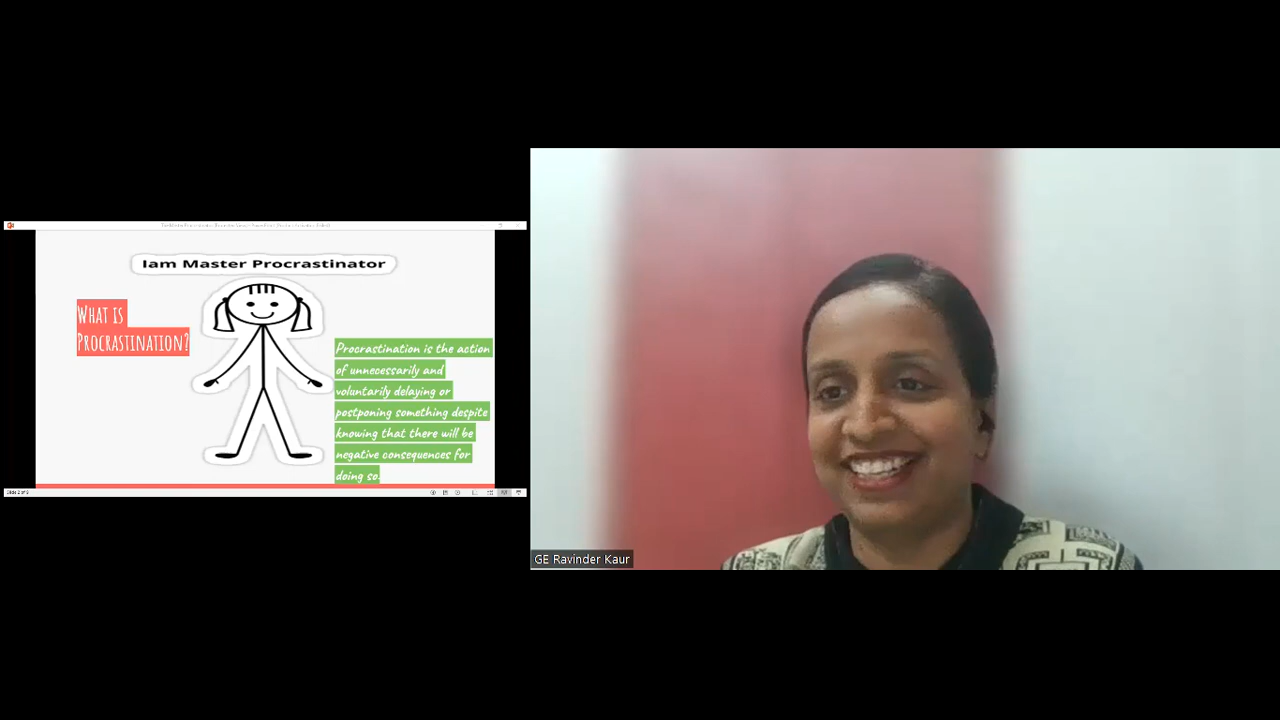 Iam Master Procrastinator
What is
Procrastination?
Procrastination is the action
of unnecessarily and
voluntarily delaying or
postponing something despite
knowing that there will be
negative consequences for
doing so.
GE Ravinder Kaur